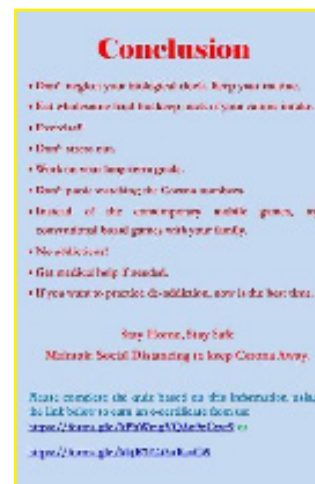 Conclusion
• Don't neglect your biological clock. Keep your routine.
• Eat wholesome food but keep track of your calorie intake.
• Exercise!
• Don't stress out.
• Work on your long-term goals.
• Don't panic watching the Corona numbers.
• Instead of the contemporary mobile games,
conventional board games with your family.
• No addictions!
• Get medical help if needed.
• If you want to practice de-addiction, now is the best time.
Stay Home, Stay Safe
Maintain Social Distancing to keep Corona Away.
Please complete the quiz based on this information, using
the link below to earn an e-certificate from us: